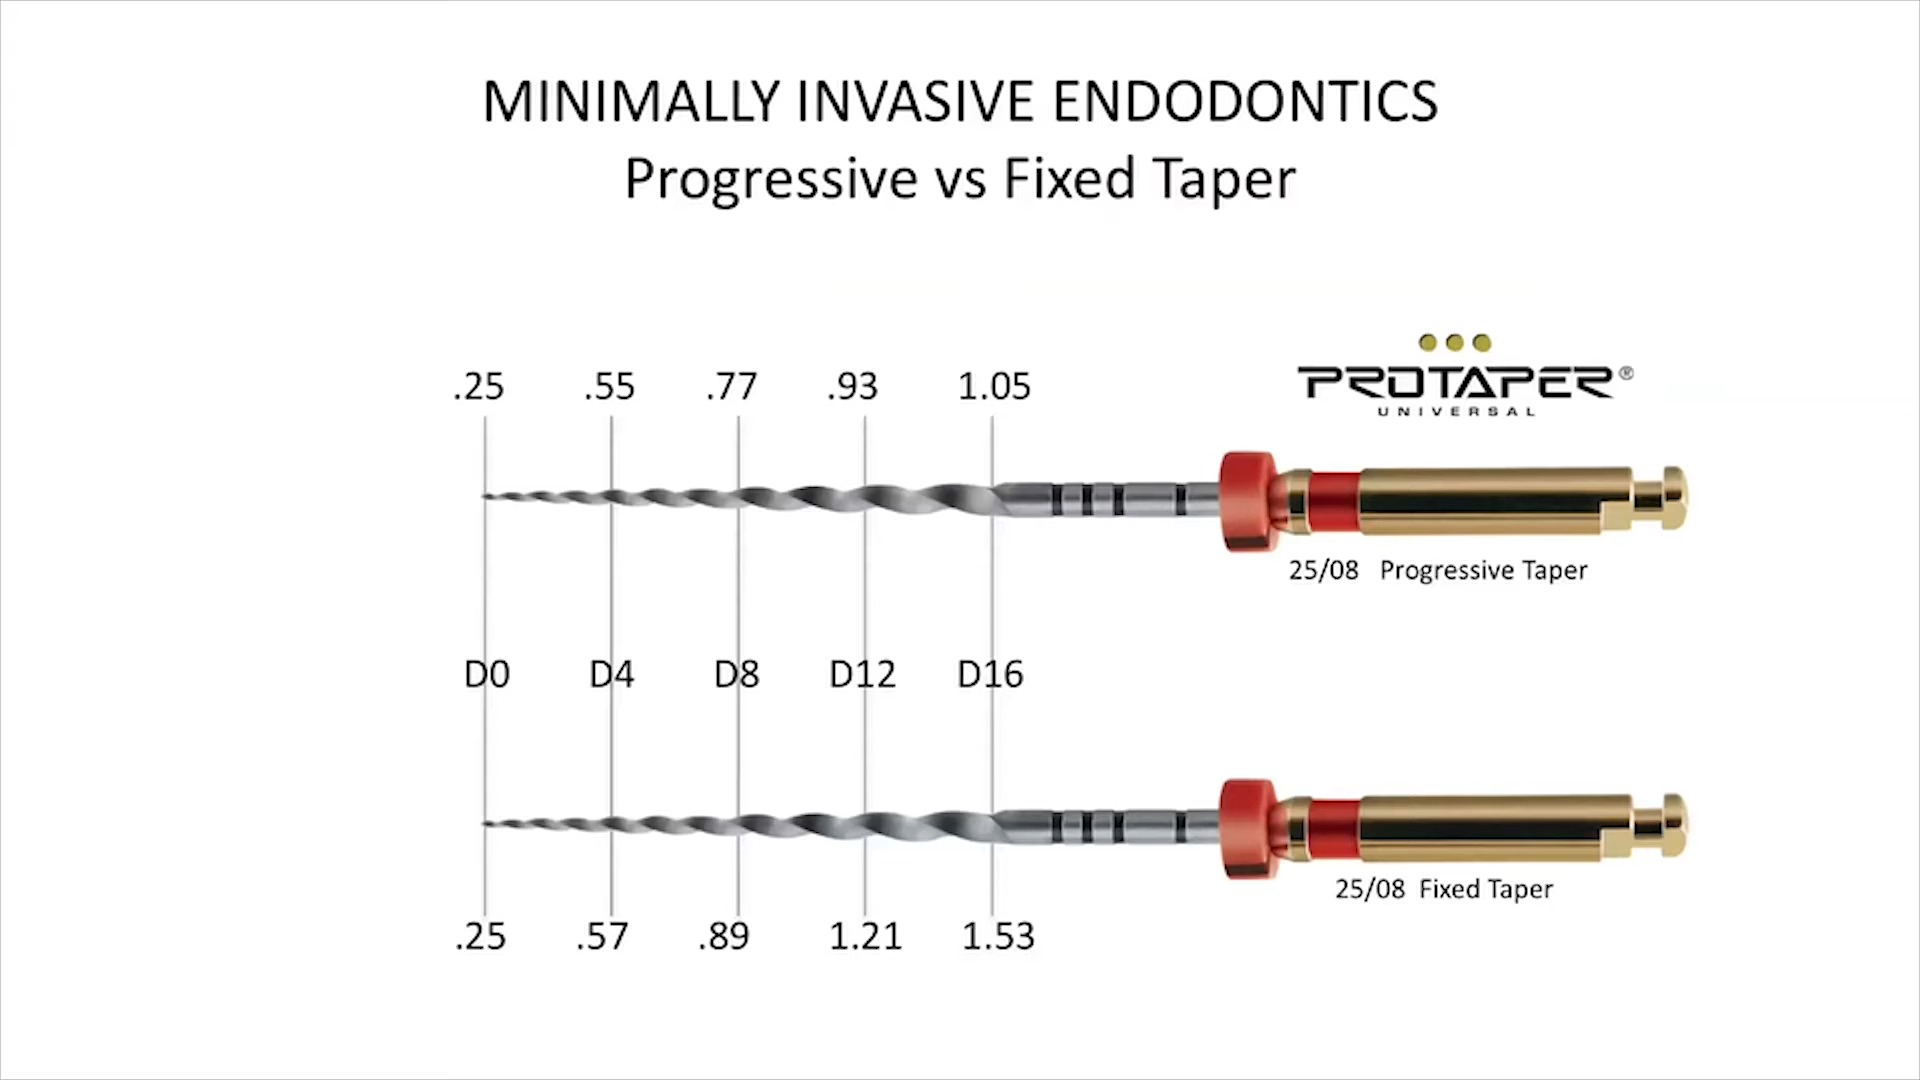 MINIMALLY INVASIVE ENDODONTICS
Progressive vs Fixed Taper
PROTAPER®
UNIVERSAL
.25 .55 .77 .93 1.05
25/08 Progressive Taper
D0 D4 D8 D12 D16
25/08 Fixed Taper
.25 .57 .89 1.21 1.53